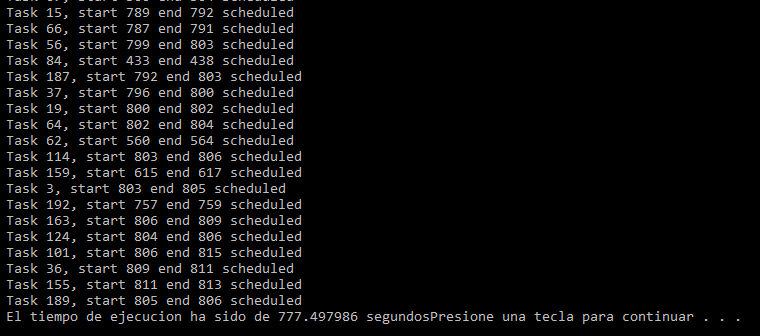 Task 15, start 789 end 792 scheduled
Task 66, start 787 end 791 scheduled
Task 56, start 799 end 803 scheduled
Task 84, start 433 end 438 scheduled
Task 187, start 792 end 803 scheduled
Task 37, start 796 end 800 scheduled
Task 19, start 800 end 802 scheduled
Task 64, start 802 end 804 scheduled
Task 62, start 560 end 564 scheduled
Task 114, start 803 end 806 scheduled
Task 159, start 615 end 617 scheduled
Task 3, start 803 end 805 scheduled
Task 192, start 757 end 759 scheduled
Task 163, start 806 end 809 scheduled
Task 124, start 804 end 806 scheduled
Task 101, start 806 end 815 scheduled
Task 36, start 809 end 811 scheduled
Task 155, start 811 end 813 scheduled
Task 189, start 805 end 806 scheduled
El tiempo de ejecucion ha sido de 777.497986 segundosPresione una tecla para continuar . . .